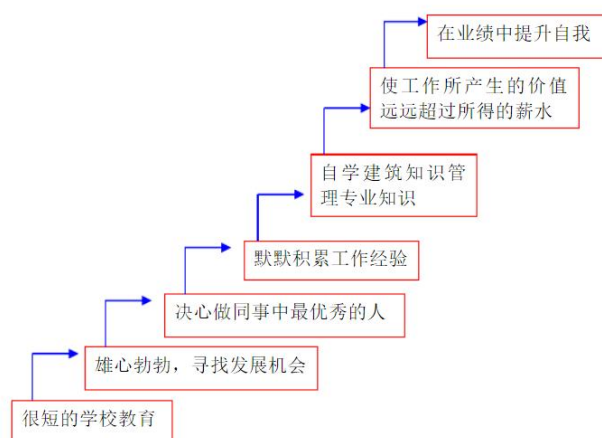 在业绩中提升自我
使工作所产生的价值
远远超过所得的薪水
自学建筑知识管
理专业知识
默默积累工作经验
决心做同事中最优秀的人
雄心勃勃，寻找发展机会
很短的学校教育